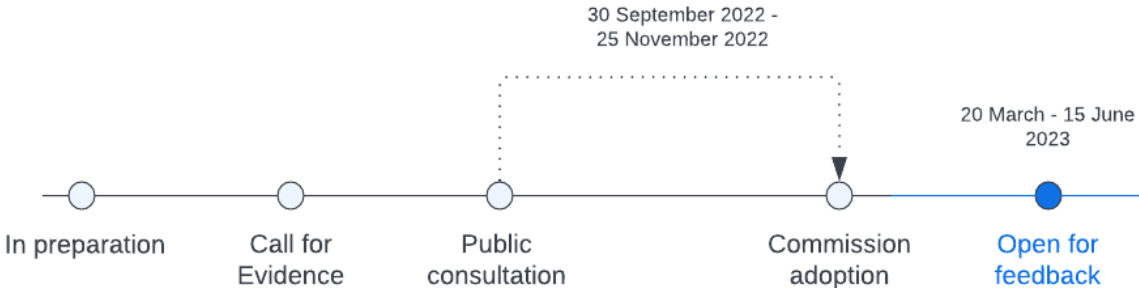 30 September 2022 -
25 November 2022
20 March - 15 June
2023
In preparation
Call for
Evidence
Public
consultation
Commission
adoption
Open for
feedback